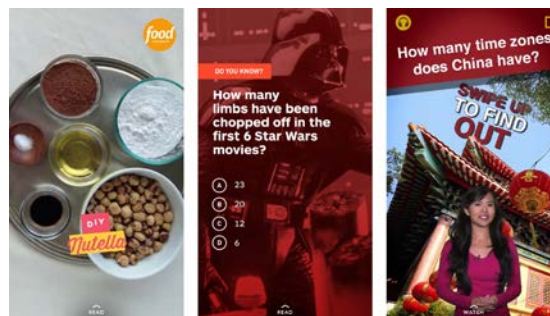 food
DIY
Nutella
READ
DO YOU KNOW?
How many
limbs have been
chopped off in the
first 6 Star Wars
movies?
A 23
B 20
C 12
D 6
READ
How many time zones
does China have?
SWIPE UP
TO FIND
OUT
WATCH